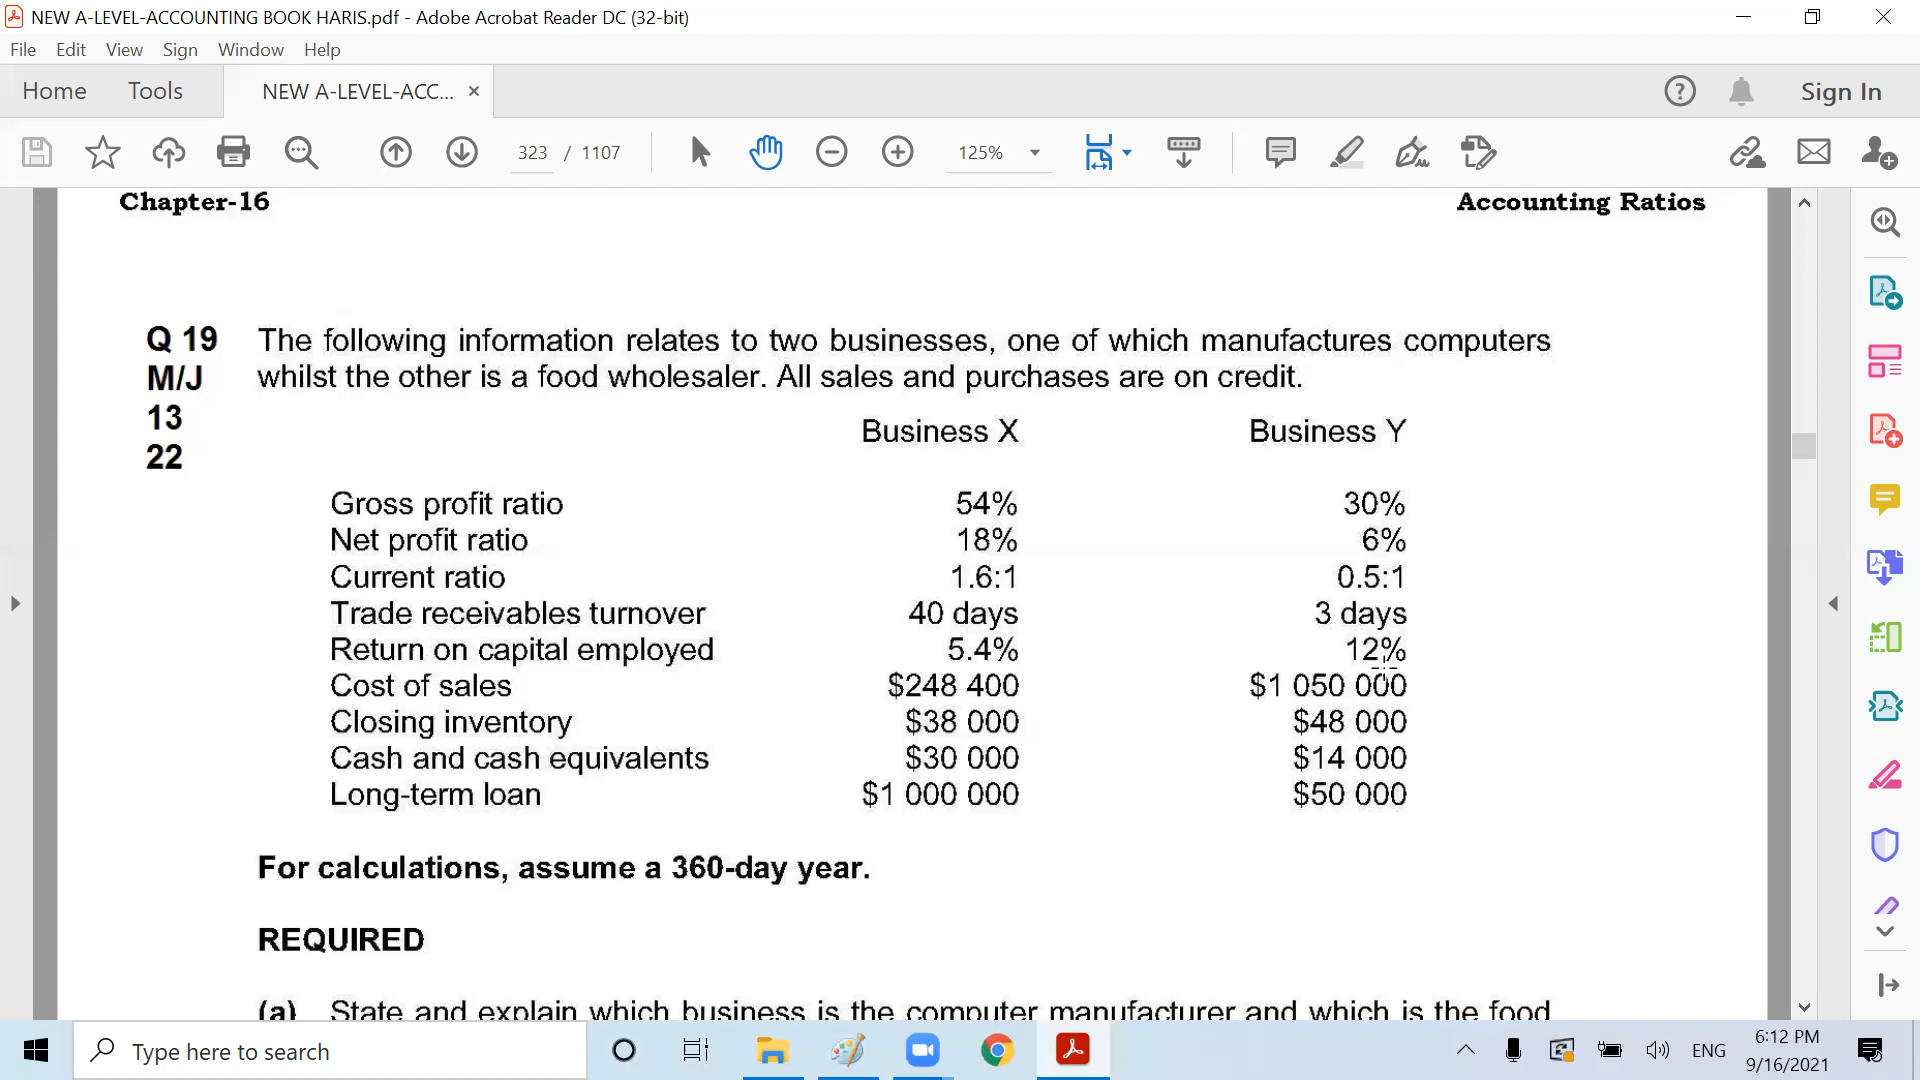 NEW A-LEVEL-ACCOUNTING BOOK HARIS.pdf - Adobe Acrobat Reader DC (32-bit)
File Edit View Sign Window Help
Home Tools NEW A-LEVEL-ACC... × Sign In
323 / 1107 125%
Chapter-16 Accounting Ratios
Q 19 The following information relates to two businesses, one of which manufactures computers
M/J whilst the other is a food wholesaler. All sales and purchases are on credit.
13
Business X Business Y
22
Gross profit ratio 54% 30%
Net profit ratio 18% 6%
Current ratio 1.6:1 0.5:1
Trade receivables turnover 40 days 3 days
Return on capital employed 5.4% 12%
Cost of sales $248 400 $1 050 000
Closing inventory $38 000 $48 000
Cash and cash equivalents $30 000 $14 000
Long-term loan $1 000 000 $50 000
For calculations, assume a 360-day year.
REQUIRED
(a) State and explain which business is the computer manufacturer and which is the food
Type here to search
ENG
6:12 PM
9/16/2021